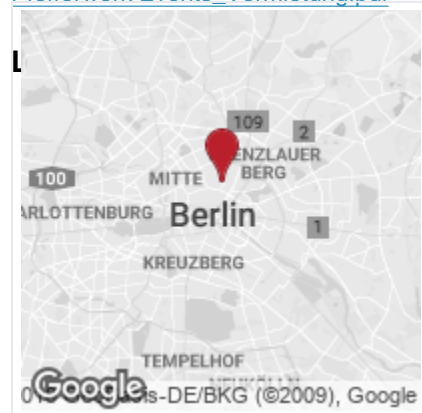 L
109
2
ENZLAUER
BERG
100
MITTE
ARLOTTENBURG
Berlin
1
KREUZBERG
TEMPELHOF
Google
-DE/BKG (©2009), Google